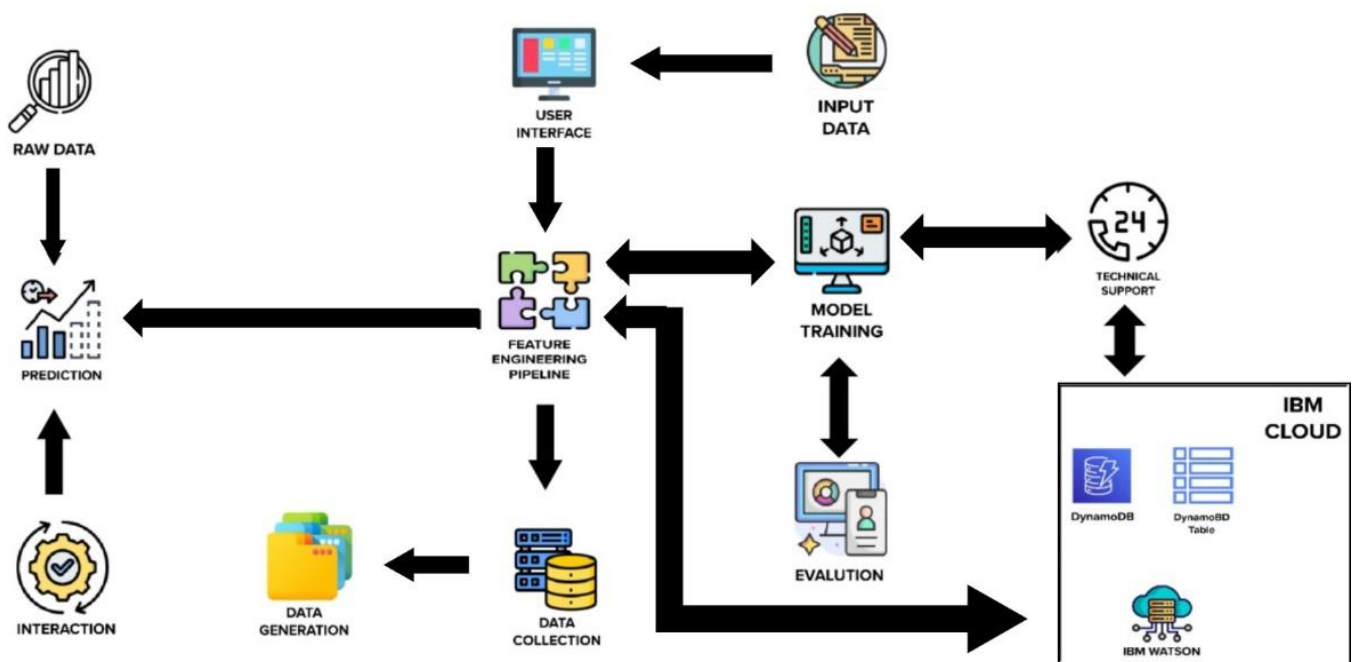 INPUT
DATA
USER
INTERFACE
RAW DATA
24
TECHNICAL
SUPPORT
MODEL
TRAINING
FEATURE
ENGINEERING
PIPELINE
PREDICTION
IBM
CLOUD
DynamoDB
DynamoBD
Table
EVALUTION
INTERACTION
DATA
GENERATION
DATA
COLLECTION
IBM WATSON